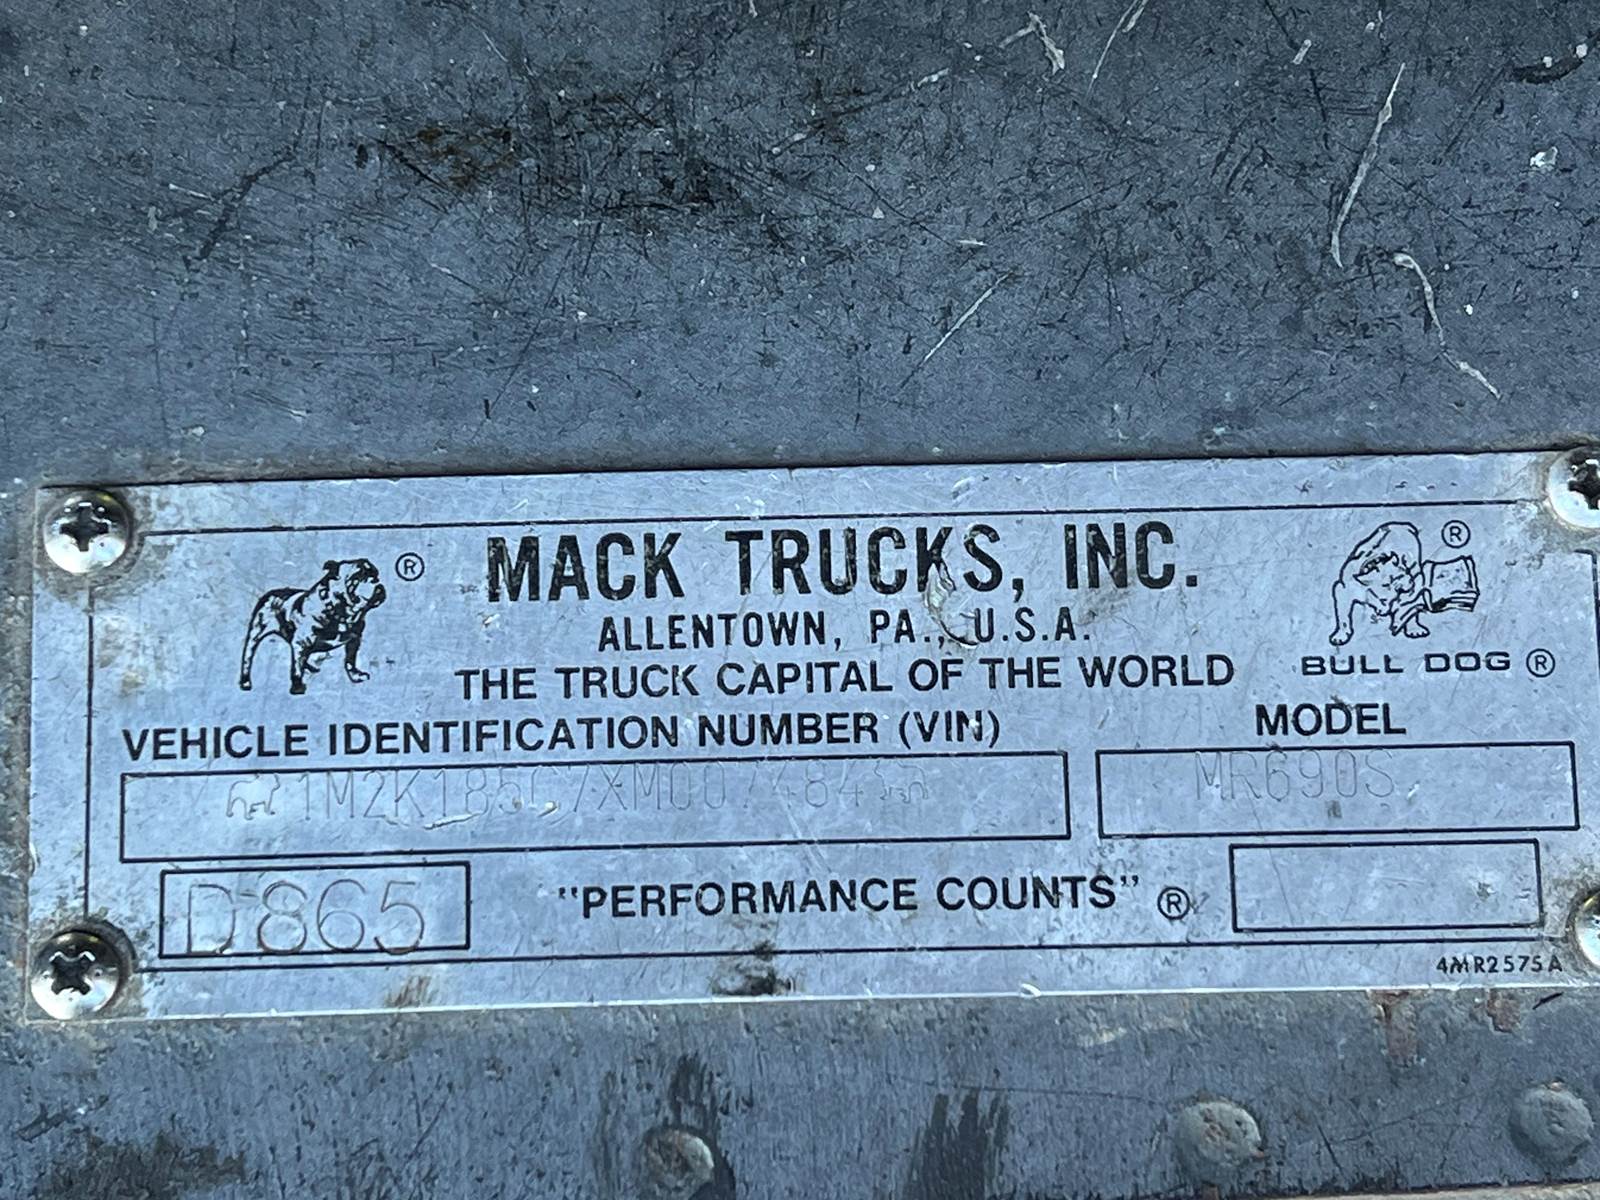 ® MACK TRUCKS, INC. ®
ALLENTOWN, PA., U.S.A.
THE TRUCK CAPITAL OF THE WORLD
BULL DOG ®
VEHICLE IDENTIFICATION NUMBER (VIN) MODEL
1M2K185C7XM007484 MR690S
D865 "PERFORMANCE COUNTS" ®
4MR2575A